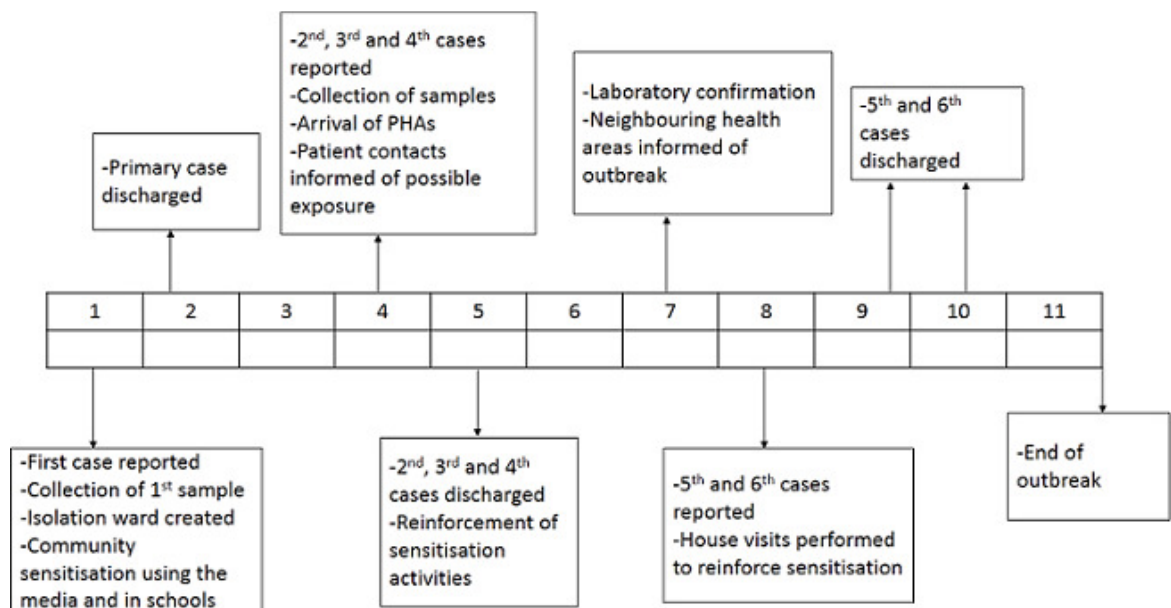 -Primary case
discharged
-2nd, 3rd and 4th cases
reported
-Collection of samples
-Arrival of PHAs
-Patient contacts
informed of possible
exposure
-Laboratory confirmation
-Neighbouring health
areas informed of
outbreak
-5th and 6th
cases
discharged
1 2 3 4 5 6 7 8 9 10 11
-First case reported
-Collection of 1st sample
-Isolation ward created
-Community
sensitisation using the
media and in schools
-2nd, 3rd and 4th
cases discharged
-Reinforcement of
sensitisation
activities
-5th and 6th cases
reported
-House visits performed
to reinforce sensitisation
-End of
outbreak